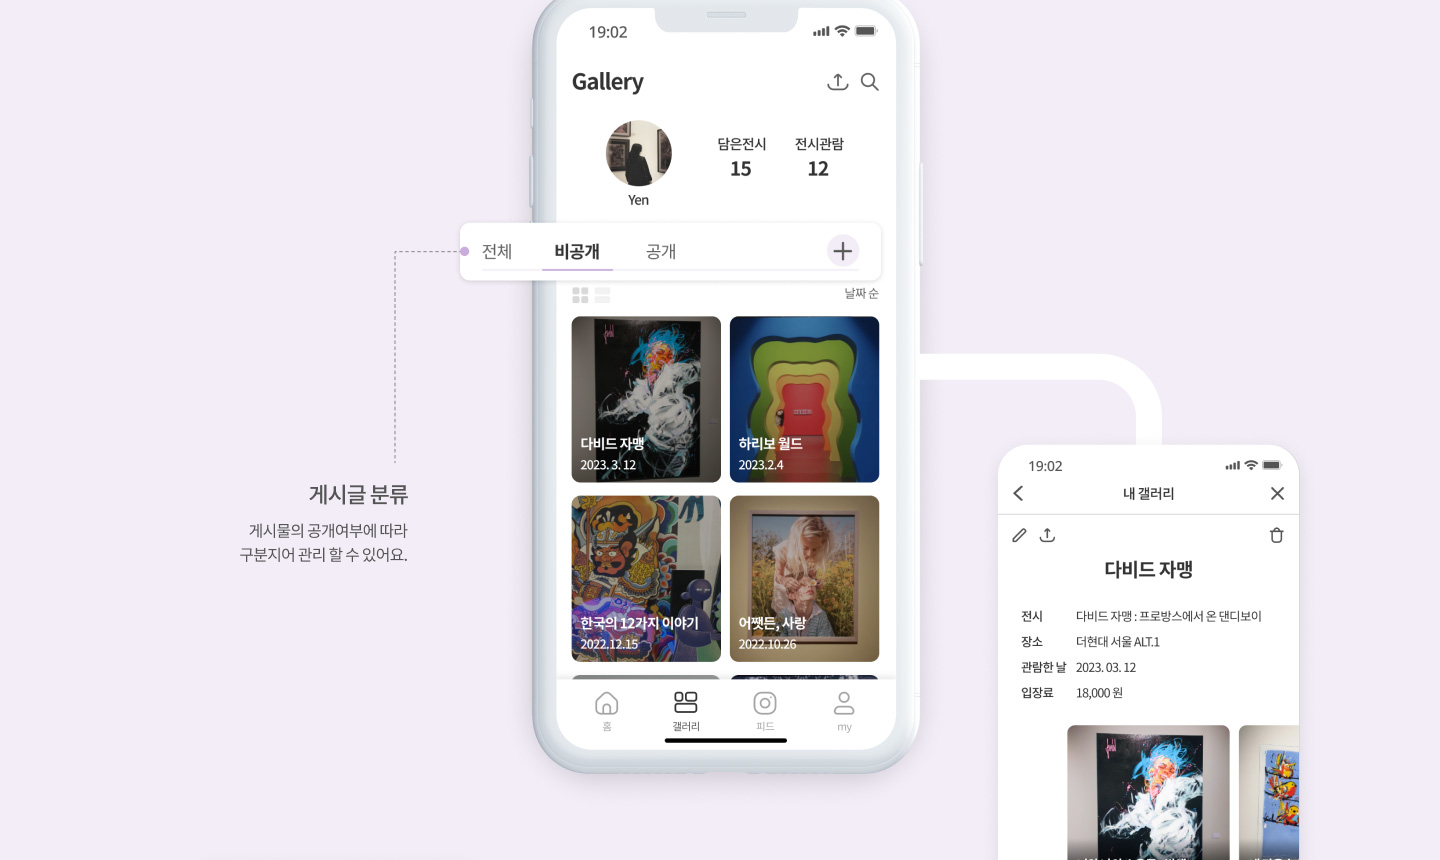 19:02
Gallery
담은전시
전시관람
15
12
Yen
전체
비공개
공개
날짜 순
다비드 자맹
2023. 3. 12
하리보 월드
2023.2.4
한국의 12가지 이야기
2022.12.15
어쨋든, 사랑
2022.10.26
홈
갤러리
피드
my
게시글 분류
게시물의 공개여부에 따라
구분지어 관리 할 수 있어요.
19:02
내 갤러리
다비드 자맹
전시 다비드 자맹 : 프로방스에서 온 댄디보이
장소 더현대 서울 ALT.1
관람한 날 2023. 03. 12
입장료 18,000 원